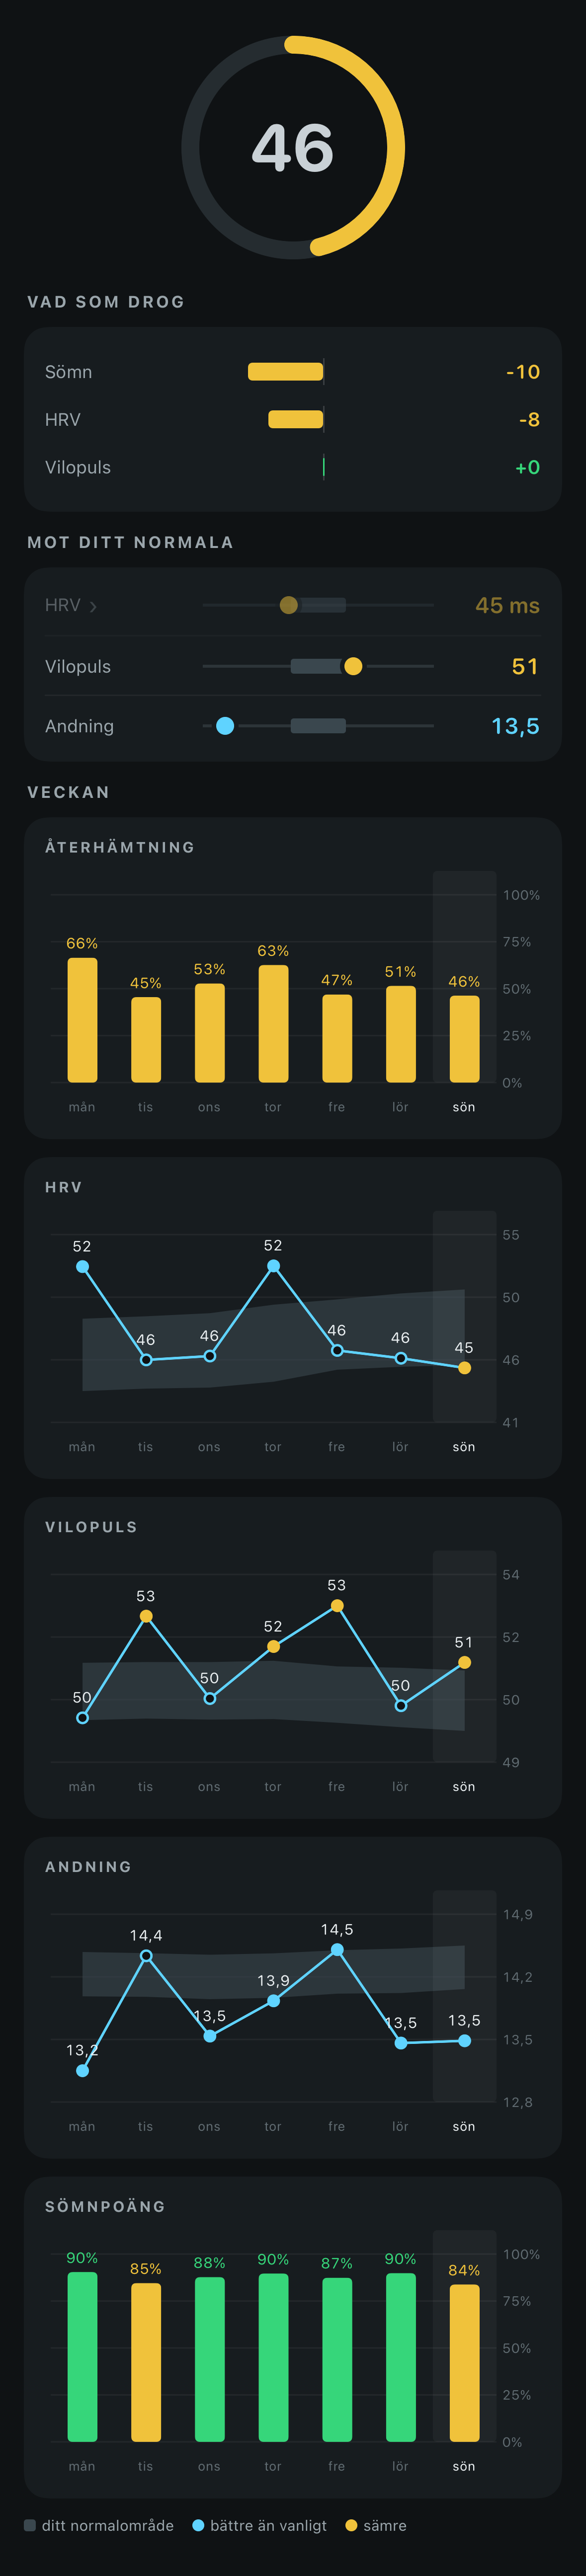 46
VAD SOM DROG
Sömn -10
HRV -8
Vilopuls +0
MOT DITT NORMALA
HRV › 45 ms
Vilopuls 51
Andning 13,5
VECKAN
ÅTERHÄMTNING
100%
75%
50%
25%
0%
66% 45% 53% 63% 47% 51% 46%
mån tis ons tor fre lör sön
HRV
55
50
46
41
52 46 46 52 46 46 45
mån tis ons tor fre lör sön
VILOPULS
54
52
50
49
50 53 50 52 53 50 51
mån tis ons tor fre lör sön
ANDNING
14,9
14,2
13,5
12,8
13,2 14,4 13,5 13,9 14,5 13,5 13,5
mån tis ons tor fre lör sön
SÖMNPOÄNG
100%
75%
50%
25%
0%
90% 85% 88% 90% 87% 90% 84%
mån tis ons tor fre lör sön
ditt normalområde bättre än vanligt sämre